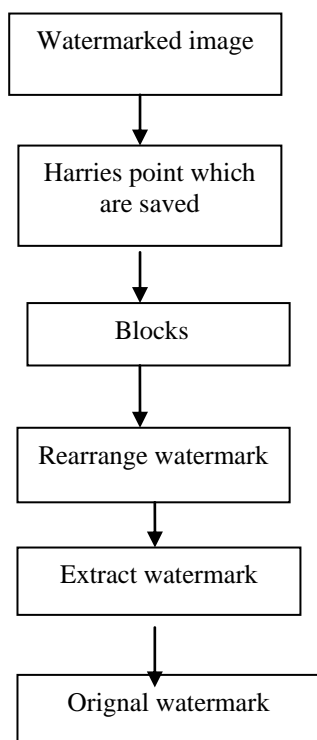 Watermarked image
Harries point which
are saved
Blocks
Rearrange watermark
Extract watermark
Orignal watermark